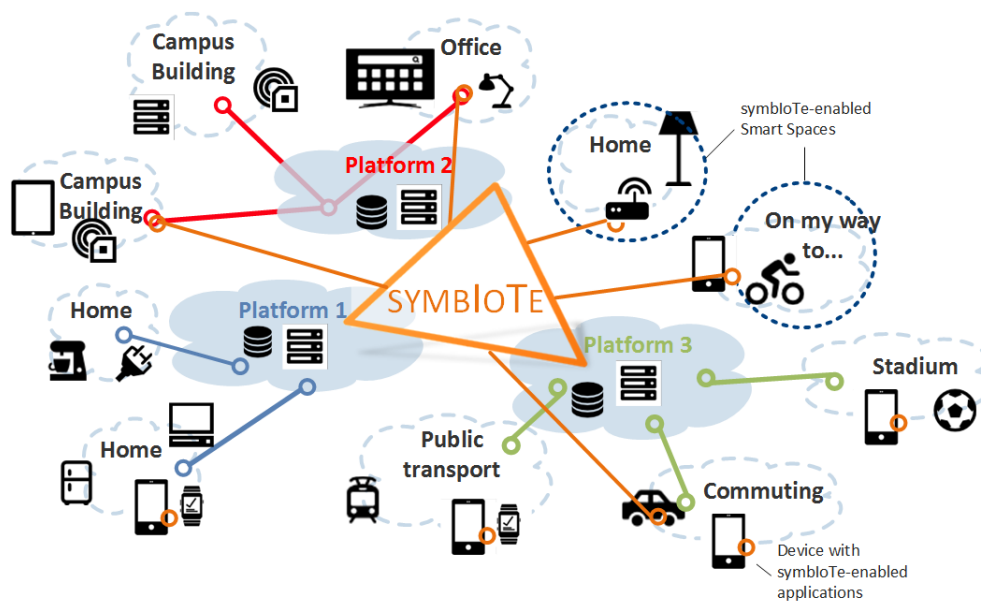 Campus
Building
Office
symbIoTe-enabled
Smart Spaces
Home
Platform 2
Campus
Building
On my way
to...
SYMBIOTE
Home
Platform 1
Platform 3
Stadium
Home
Public
transport
Commuting
Device with
symbIoTe-enabled
applications